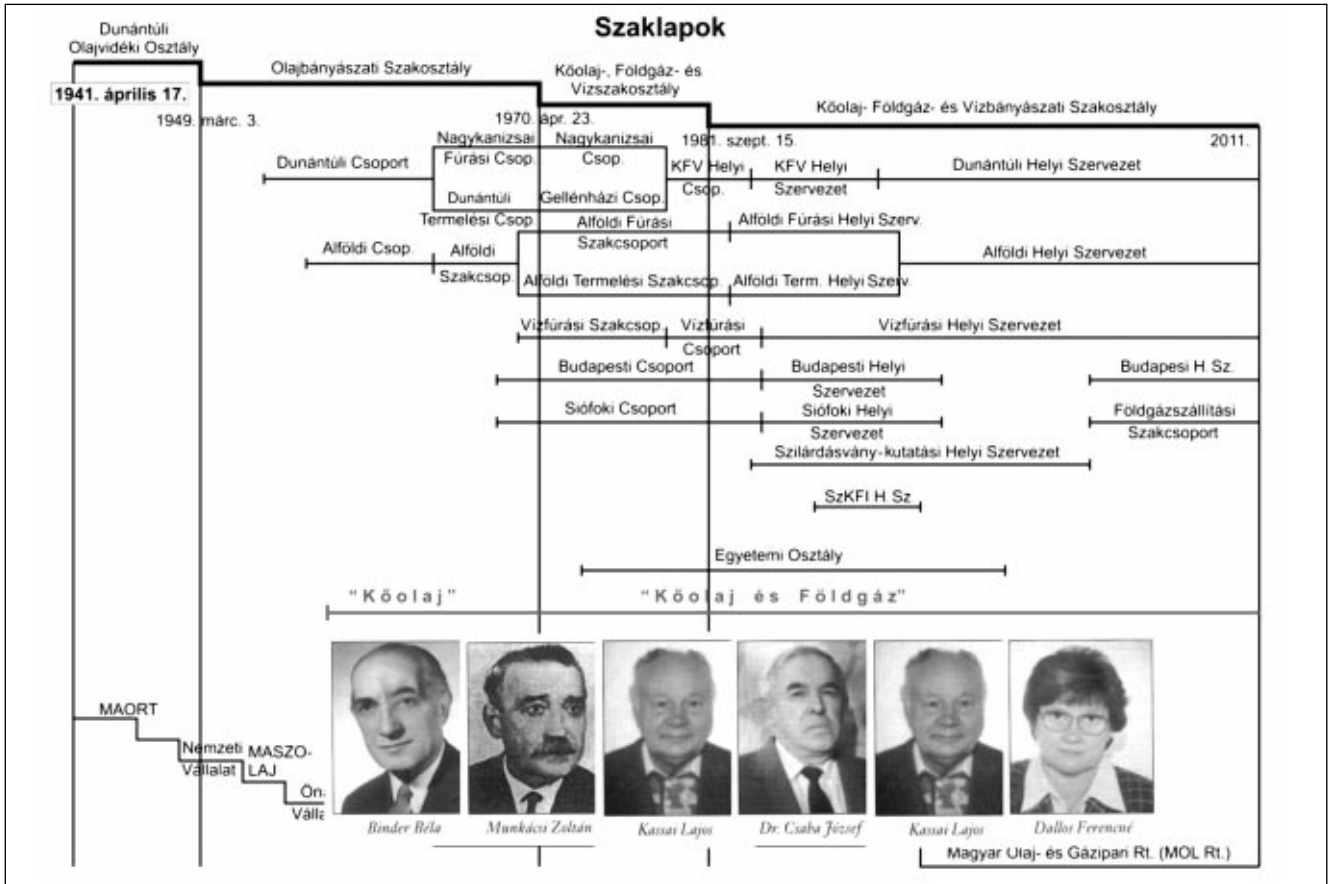 Szaklapok
Dunántúli
Olajvidéki Osztály
Olajbányászati Szakosztály
Kőolaj-, Földgáz- és
Vízszakosztály
Kőolaj- Földgáz- és Vízbányászati Szakosztály
1941. április 17.
1949. márc. 3.
1970. ápr. 23.
1981. szept. 15.
2011.
Dunántúli Csoport
Nagykanizsai
Fúrási Csop.
Nagykanizsai
Csop.
Dunántúli
Termelési Csop.
Gellénházi Csop.
KFV Helyi
Csop.
KFV Helyi
Szervezet
Dunántúli Helyi Szervezet
Alföldi Csop.
Alföldi
Szakcsop.
Alföldi Fúrási
Szakcsoport
Alföldi Fúrási Helyi Szerv.
Alföldi Helyi Szervezet
Alföldi Termelési Szakcsop.
Alföldi Term. Helyi Szerv.
Vízfúrási Szakcsop.
Vízfúrási
Csoport
Vízfúrási Helyi Szervezet
Budapesti Csoport
Budapesti Helyi
Szervezet
Budapesi H. Sz.
Siófoki Csoport
Siófoki Helyi
Szervezet
Földgázszállítási
Szakcsoport
Szilárdásvány-kutatási Helyi Szervezet
SzKFI H Sz
Egyetemi Osztály
"Kőolaj"
"Kőolaj és Földgáz"
MAORT
Nemzeti
Vállalat
MASZO-
LAJ
Binder Béla
Munkácsi Zoltán
Kassai Lajos
Dr. Csaba József
Kassai Lajos
Dallos Ferencné
Magyar Olaj- és Gázipari Rt. (MOL Rt.)